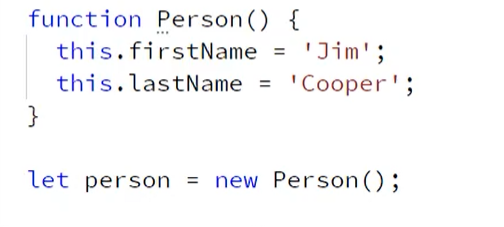 function Person() {
  this.firstName = 'Jim';
  this.lastName = 'Cooper';
}

let person = new Person();